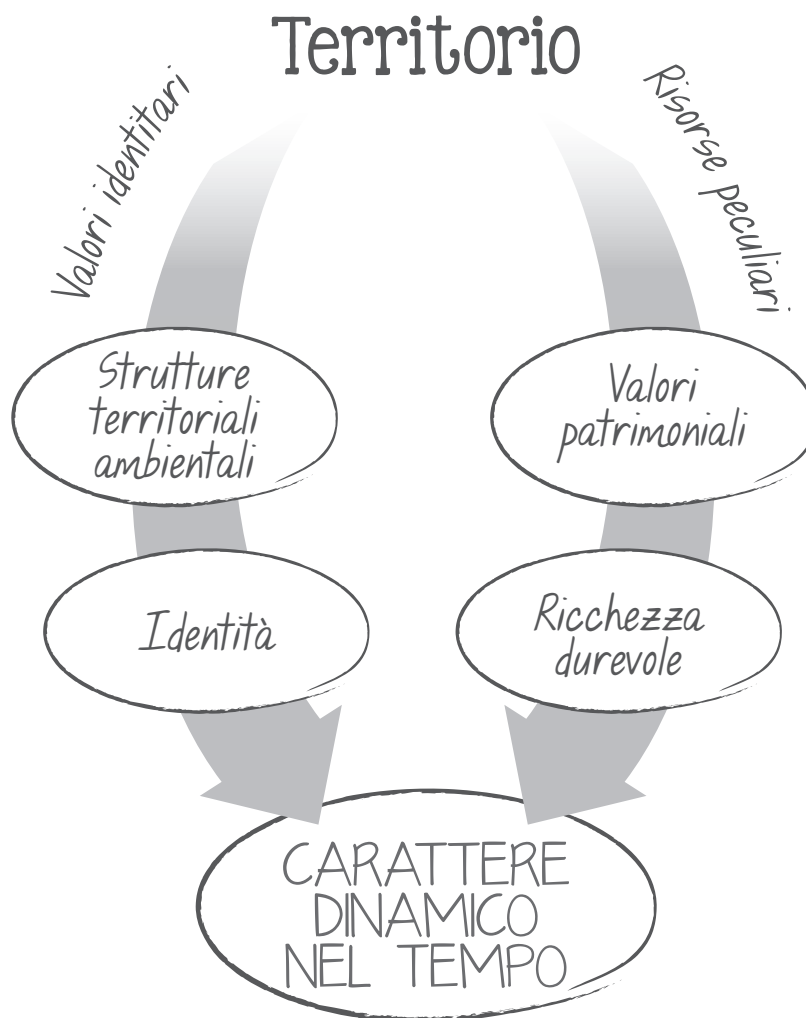 Territorio
Valori identitari
Risorse peculiari
Strutture
territoriali
ambientali
Valori
patrimoniali
Identità
Ricchezza
durevole
CARATTERE
DINAMICO
NEL TEMPO